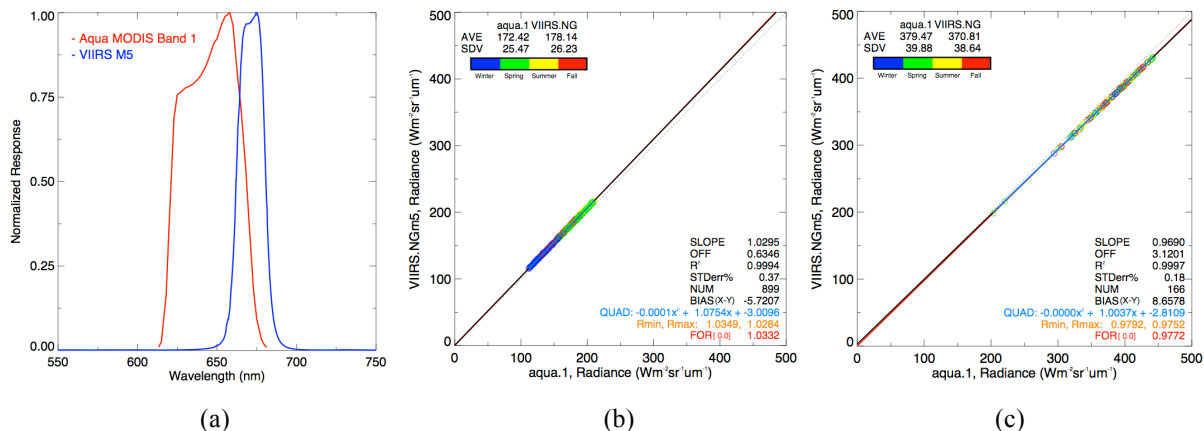 - Aqua MODIS Band 1
- VIIRS M5
Normalized Response
1.00
0.75
0.50
0.25
0.00
550 600 650 700 750
Wavelength (nm)
(a)
aqua.1 VIIRS.NG
AVE 172.42 178.14
SDV 25.47 26.23
Winter Spring Summer Fall
VIIRS.NGm5, Radiance (Wm⁻²sr⁻¹um⁻¹)
500
400
300
200
100
0
SLOPE 1.0295
OFF 0.6346
R² 0.9994
STDerr% 0.37
NUM 899
BIAS(X-Y) -5.7207
QUAD: -0.0001x² + 1.0754x + -3.0096
Rmin, Rmax: 1.0349, 1.0284
FOR[0.0] 1.0332
0 100 200 300 400 500
aqua.1, Radiance (Wm⁻²sr⁻¹um⁻¹)
(b)
aqua.1 VIIRS.NG
AVE 379.47 370.81
SDV 39.88 38.64
Winter Spring Summer Fall
VIIRS.NGm5, Radiance (Wm⁻²sr⁻¹um⁻¹)
500
400
300
200
100
0
SLOPE 0.9690
OFF 3.1201
R² 0.9997
STDerr% 0.18
NUM 166
BIAS(X-Y) 8.6578
QUAD: -0.0000x² + 1.0037x + -2.8109
Rmin, Rmax: 0.9792, 0.9752
FOR[0.0] 0.9772
0 100 200 300 400 500
aqua.1, Radiance (Wm⁻²sr⁻¹um⁻¹)
(c)